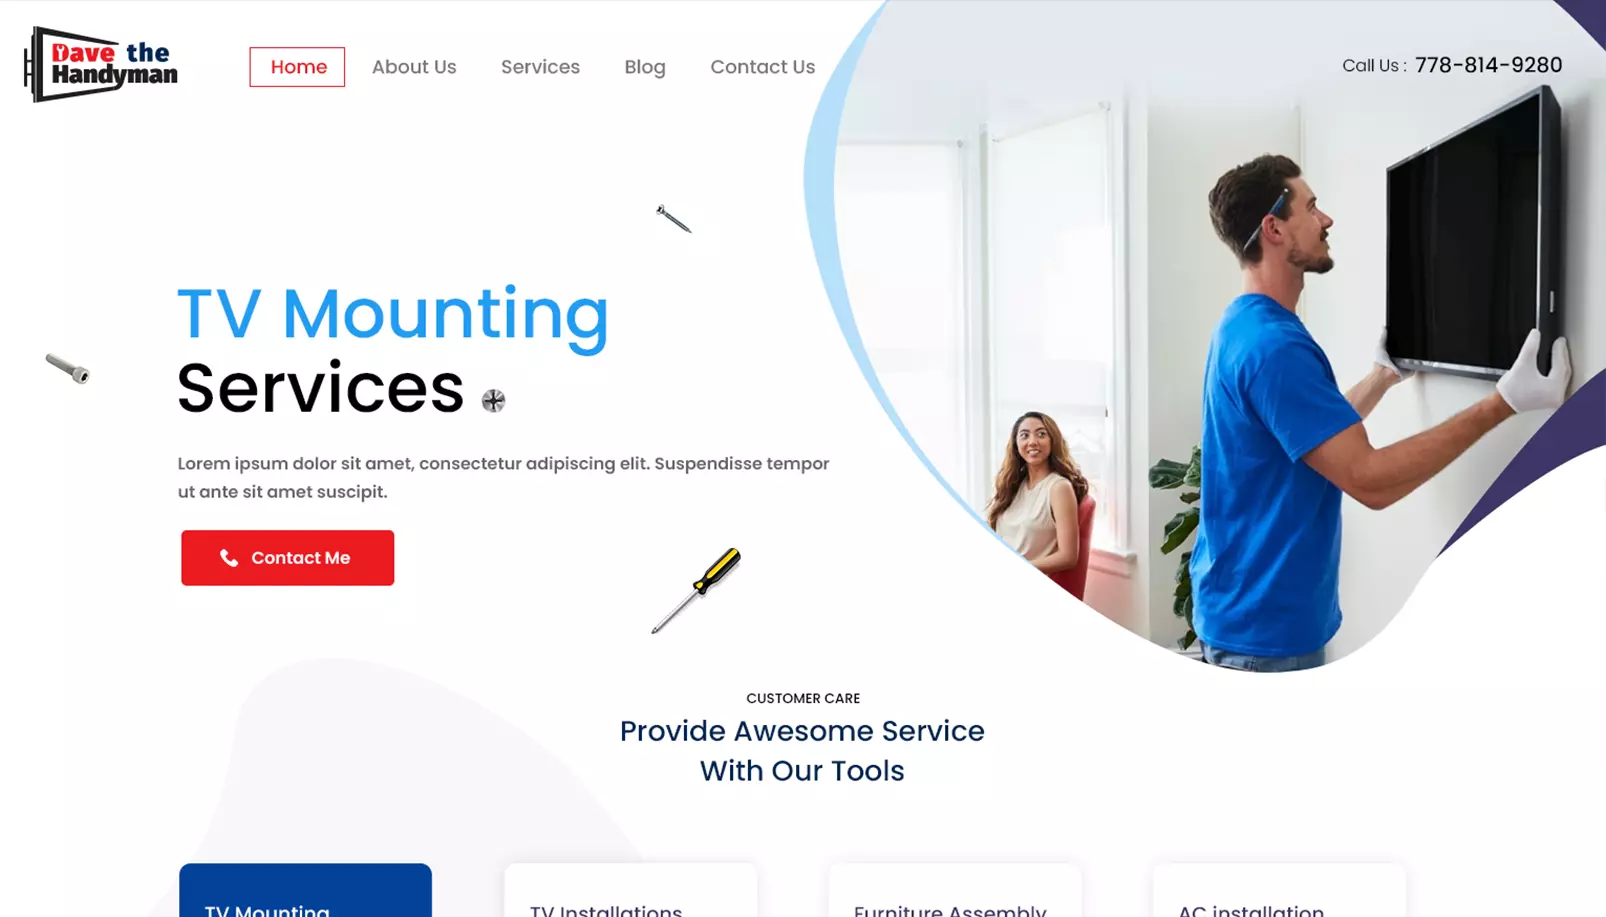 Dave the
Handyman
Home
About Us
Services
Blog
Contact Us
Call Us : 778-814-9280
TV Mounting
Services
Lorem ipsum dolor sit amet, consectetur adipiscing elit. Suspendisse tempor
ut ante sit amet suscipit.
Contact Me
CUSTOMER CARE
Provide Awesome Service
With Our Tools
TV Mounting
TV Installations
Furniture Assembly
AC installation